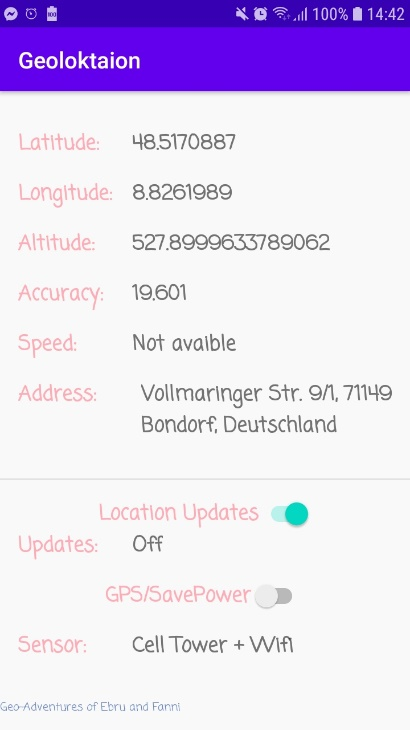 100% 14:42
Geoloktaion
Latitude: 48.5170887
Longitude: 8.8261989
Altitude: 527.8999633789062
Accuracy: 19.601
Speed: Not avaible
Address: Vollmaringer Str. 9/1, 71149
Bondorf, Deutschland
Location Updates
Updates: Off
GPS/SavePower
Sensor: Cell Tower + Wifi
Geo-Adventures of Ebru and Fanni